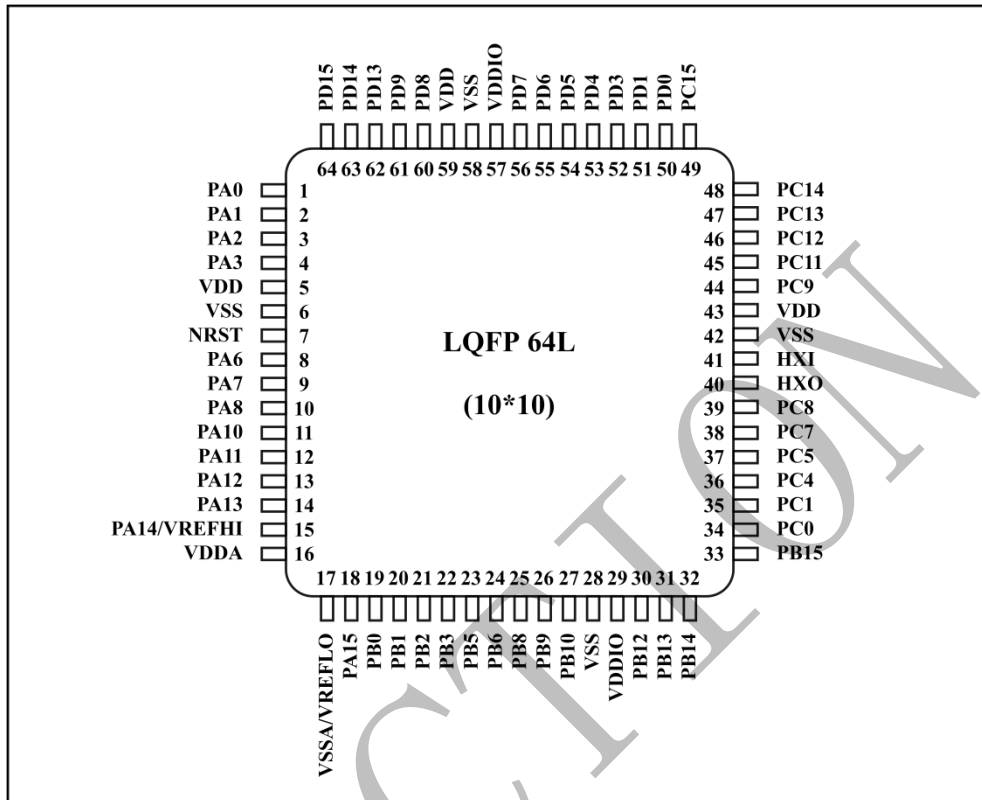 PD15 PD14 PD13 PD9 PD8 VDD VSS VDDIO PD7 PD6 PD5 PD4 PD3 PD1 PD0 PC15
64 63 62 61 60 59 58 57 56 55 54 53 52 51 50 49
PA0 1 48 PC14
PA1 2 47 PC13
PA2 3 46 PC12
PA3 4 45 PC11
VDD 5 44 PC9
VSS 6 43 VDD
NRST 7 42 VSS
PA6 8 41 HXI
PA7 9 40 HXO
PA8 10 39 PC8
PA10 11 38 PC7
PA11 12 37 PC5
PA12 13 36 PC4
PA13 14 35 PC1
PA14/VREFHI 15 34 PC0
VDDA 16 33 PB15
LQFP 64L
(10*10)
17 18 19 20 21 22 23 24 25 26 27 28 29 30 31 32
VSSA/VREFLO PA15 PB0 PB1 PB2 PB3 PB5 PB6 PB8 PB9 PB10 VSS VDDIO PB12 PB13 PB14
CTION